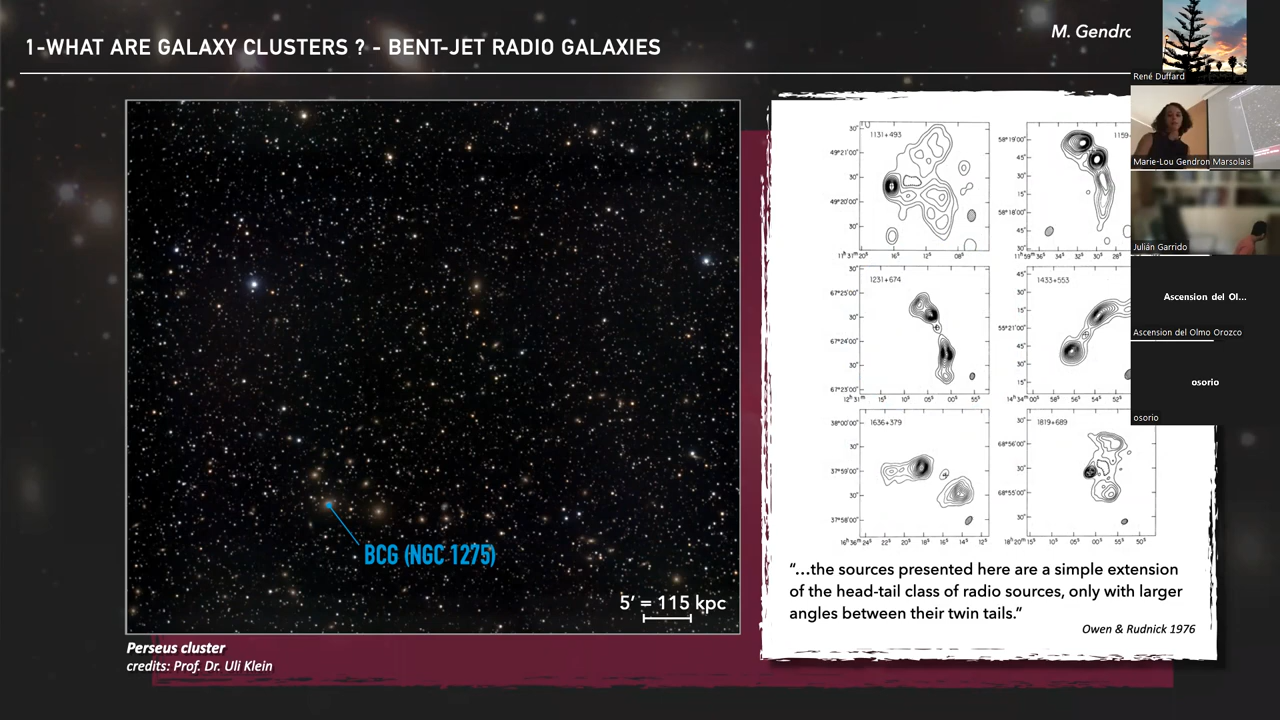 1-WHAT ARE GALAXY CLUSTERS ? - BENT-JET RADIO GALAXIES
M. Gendro
René Duffard
Marie-Lou Gendron Marsolais
Julián Garrido
Ascension del Ol...
Ascension del Olmo Orozco
osorio
osorio
BCG (NGC 1275)
5’ = 115 kpc
Perseus cluster
credits: Prof. Dr. Uli Klein
1131+493
1159
1231+674
1433+553
1636+379
1819+689
“...the sources presented here are a simple extension
of the head-tail class of radio sources, only with larger
angles between their twin tails.”
Owen & Rudnick 1976